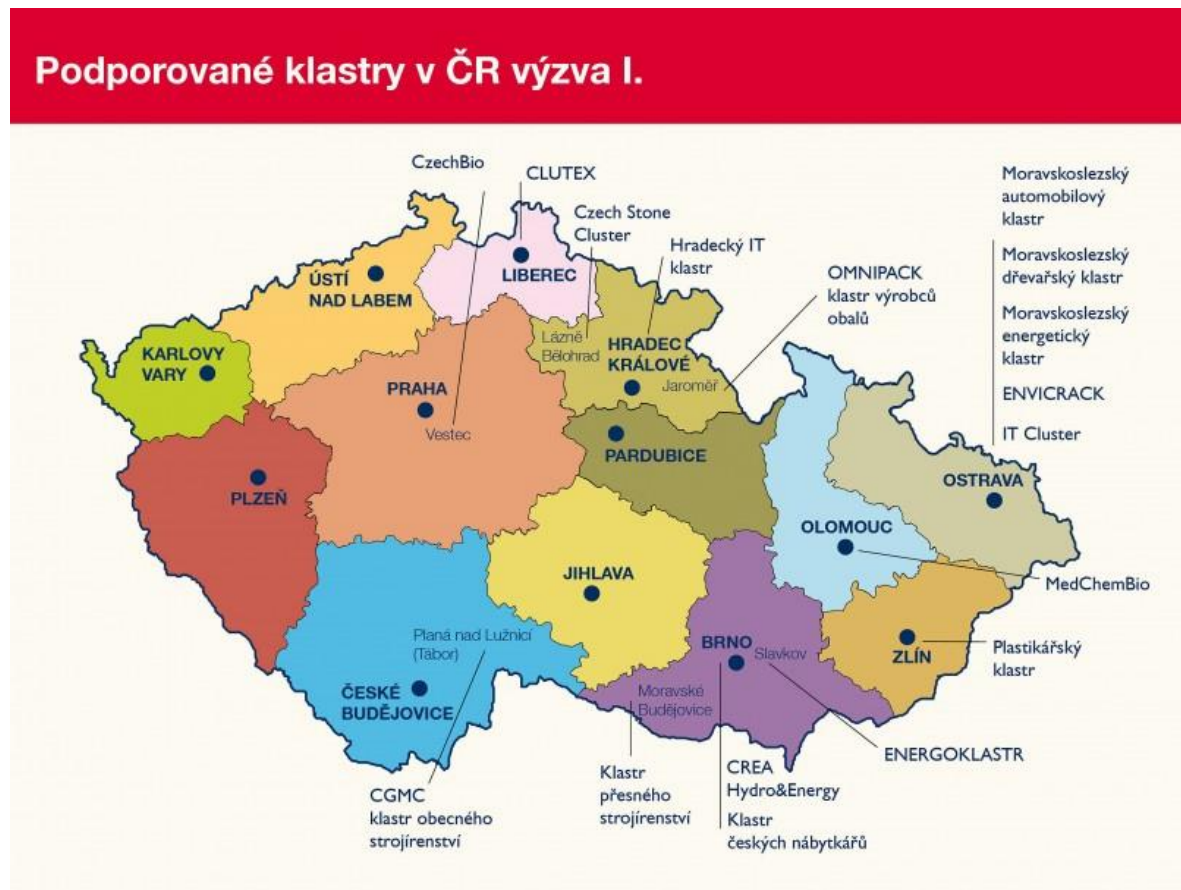 Podporované klastry v ČR výzva I.
CzechBio
CLUTEX
Czech Stone
Cluster
Hradecký IT
klastr
OMNIPACK
klastr výrobců
obalů
Moravskoslezský
automobilový
klastr
Moravskoslezský
dřevařský klastr
Moravskoslezský
energetický
klastr
ENVICRACK
IT Cluster
ÚSTÍ
NAD LABEM
LIBEREC
KARLOVY
VARY
Lázně
Bělohrad
HRADEC
KRÁLOVÉ
Jaroměř
PRAHA
Vestec
PARDUBICE
PLZEŇ
OSTRAVA
OLOMOUC
MedChemBio
JIHLAVA
Planá nad Lužnicí
(Tábor)
BRNO
Slavkov
ZLÍN
Plastikářský
klastr
ČESKÉ
BUDĚJOVICE
Moravské
Budějovice
ENERGOKLASTR
CGMC
klastr obecného
strojírenství
Klastr
přesného
strojírenství
CREA
Hydro&Energy
Klastr
českých nábytkářů